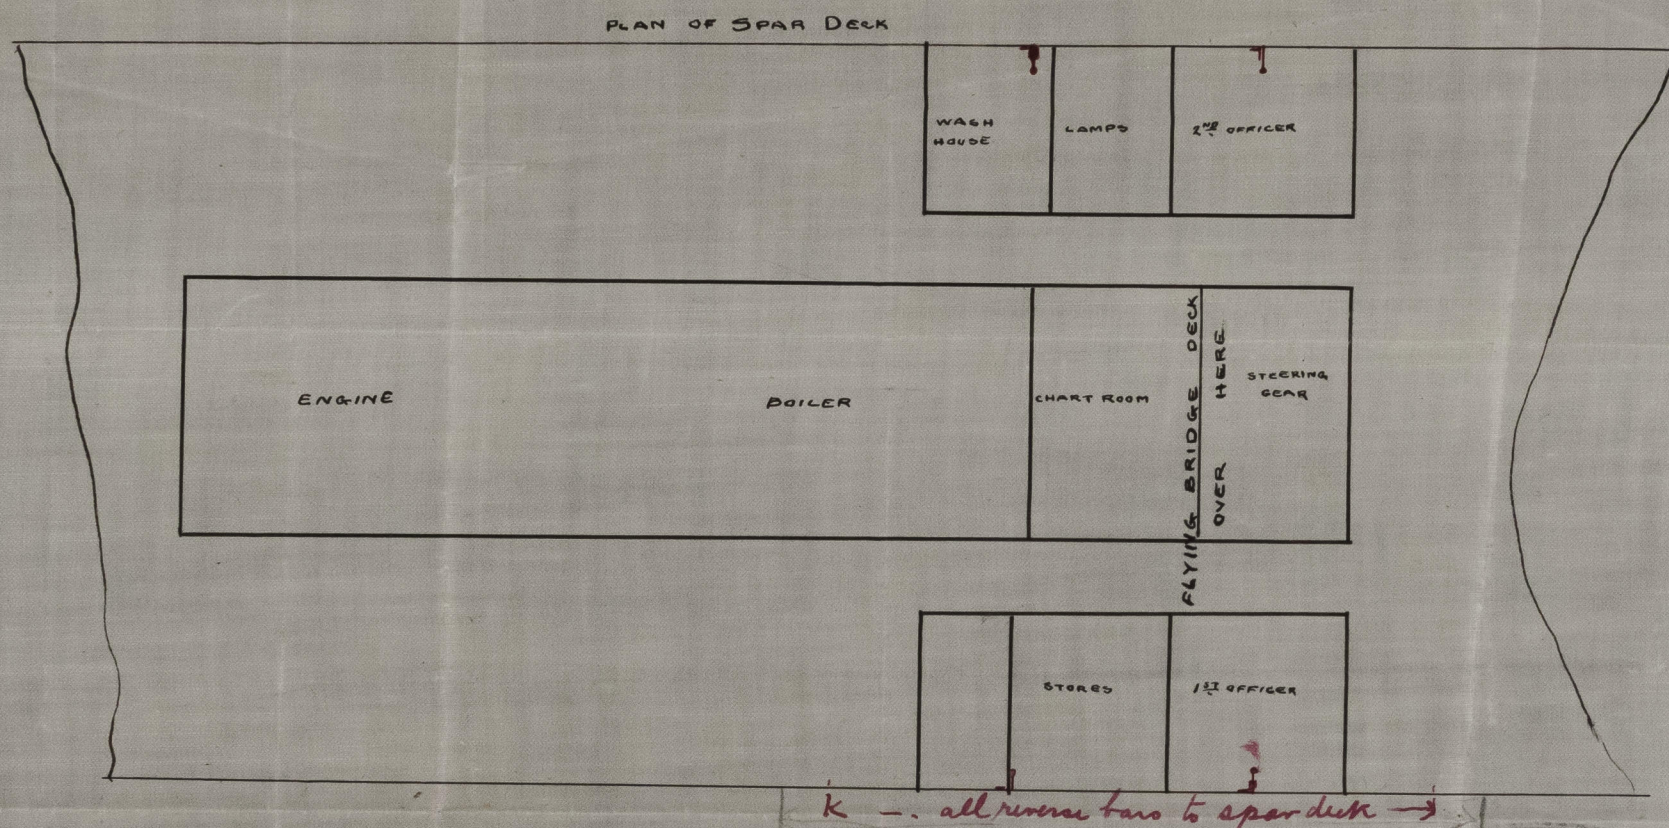 PLAN OF SPAR DECK
WASH
HOUSE
LAMPS
2ND OFFICER
ENGINE
BOILER
CHART ROOM
FLYING BRIDGE DECK
OVER HERE
STEERING
GEAR
STORES
1ST OFFICER
K -. all reverse bars to spar deck →